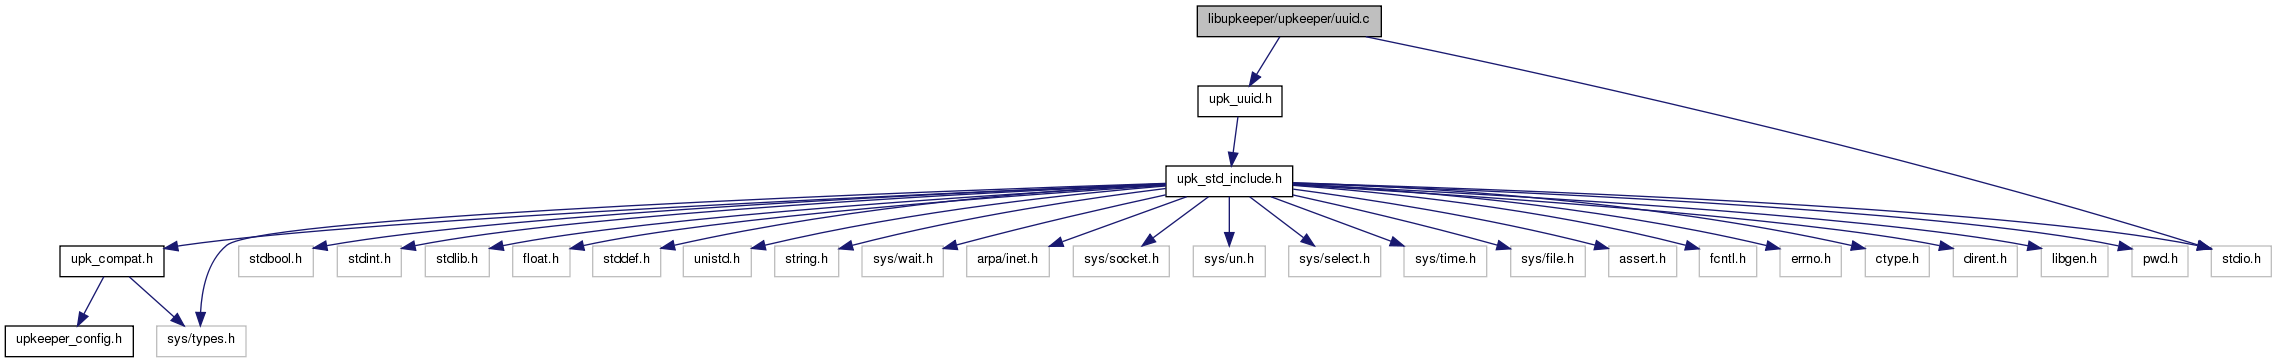 libupkeeper/upkeeper/uuid.c
upk_uuid.h
upk_std_include.h
upk_compat.h
stdbool.h
stdint.h
stdlib.h
float.h
stddef.h
unistd.h
string.h
sys/wait.h
arpa/inet.h
sys/socket.h
sys/un.h
sys/select.h
sys/time.h
sys/file.h
assert.h
fcntl.h
errno.h
ctype.h
dirent.h
libgen.h
pwd.h
stdio.h
upkeeper_config.h
sys/types.h